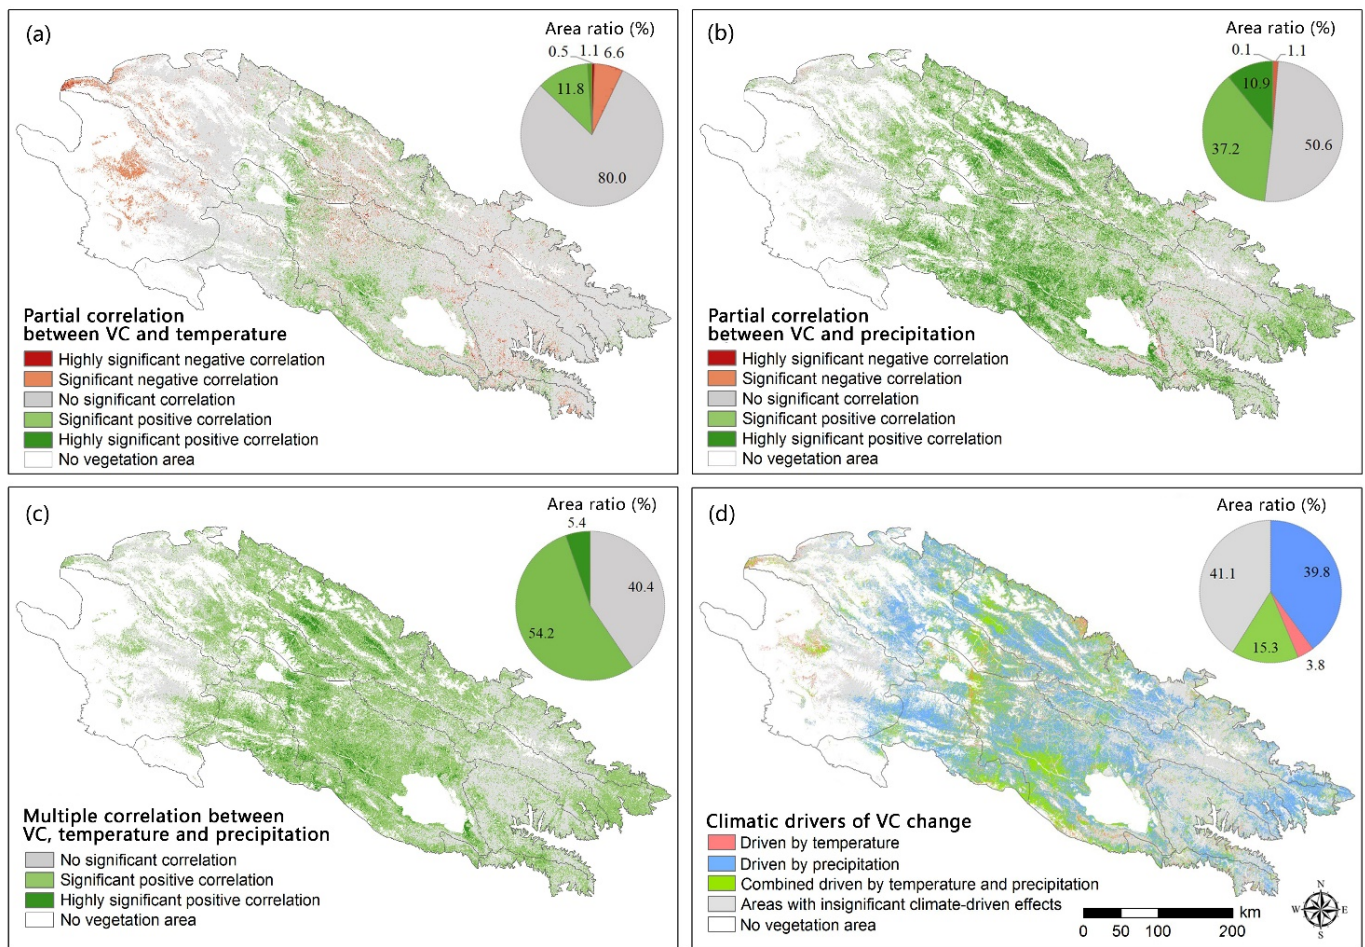 (a)
Area ratio (%)
0.5 1.1 6.6
11.8
80.0
Partial correlation
between VC and temperature
Highly significant negative correlation
Significant negative correlation
No significant correlation
Significant positive correlation
Highly significant positive correlation
No vegetation area
(b)
Area ratio (%)
0.1 1.1
10.9
37.2
50.6
Partial correlation
between VC and precipitation
Highly significant negative correlation
Significant negative correlation
No significant correlation
Significant positive correlation
Highly significant positive correlation
No vegetation area
(c)
Area ratio (%)
5.4
40.4
54.2
Multiple correlation between
VC, temperature and precipitation
No significant correlation
Significant positive correlation
Highly significant positive correlation
No vegetation area
(d)
Area ratio (%)
41.1
39.8
15.3
3.8
Climatic drivers of VC change
Driven by temperature
Driven by precipitation
Combined driven by temperature and precipitation
Areas with insignificant climate-driven effects
No vegetation area
km
0 50 100 200
N
W E
S